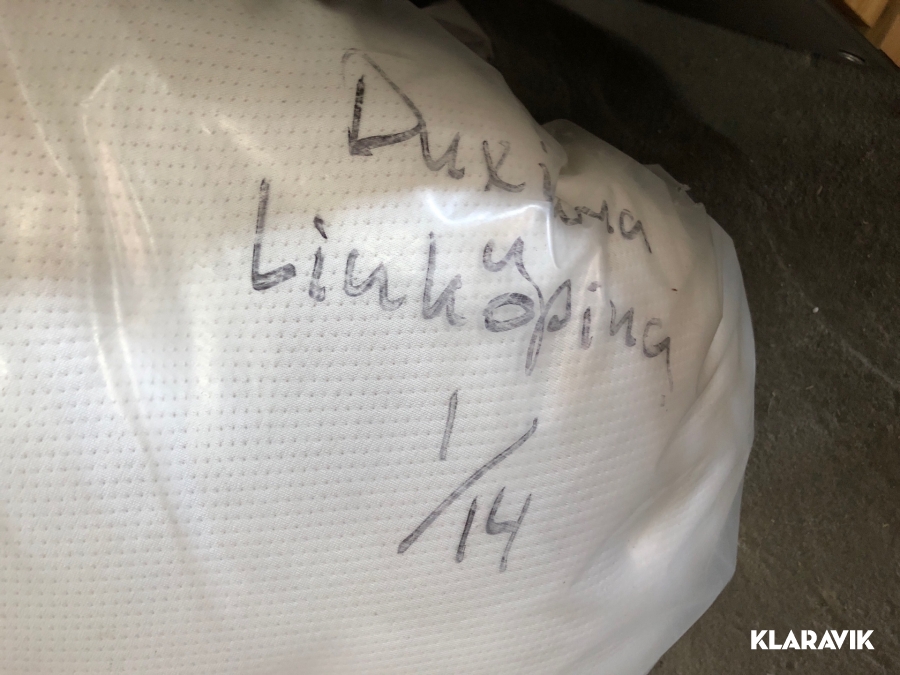 Duxiana
Linköping
1/14
KLARAVIK